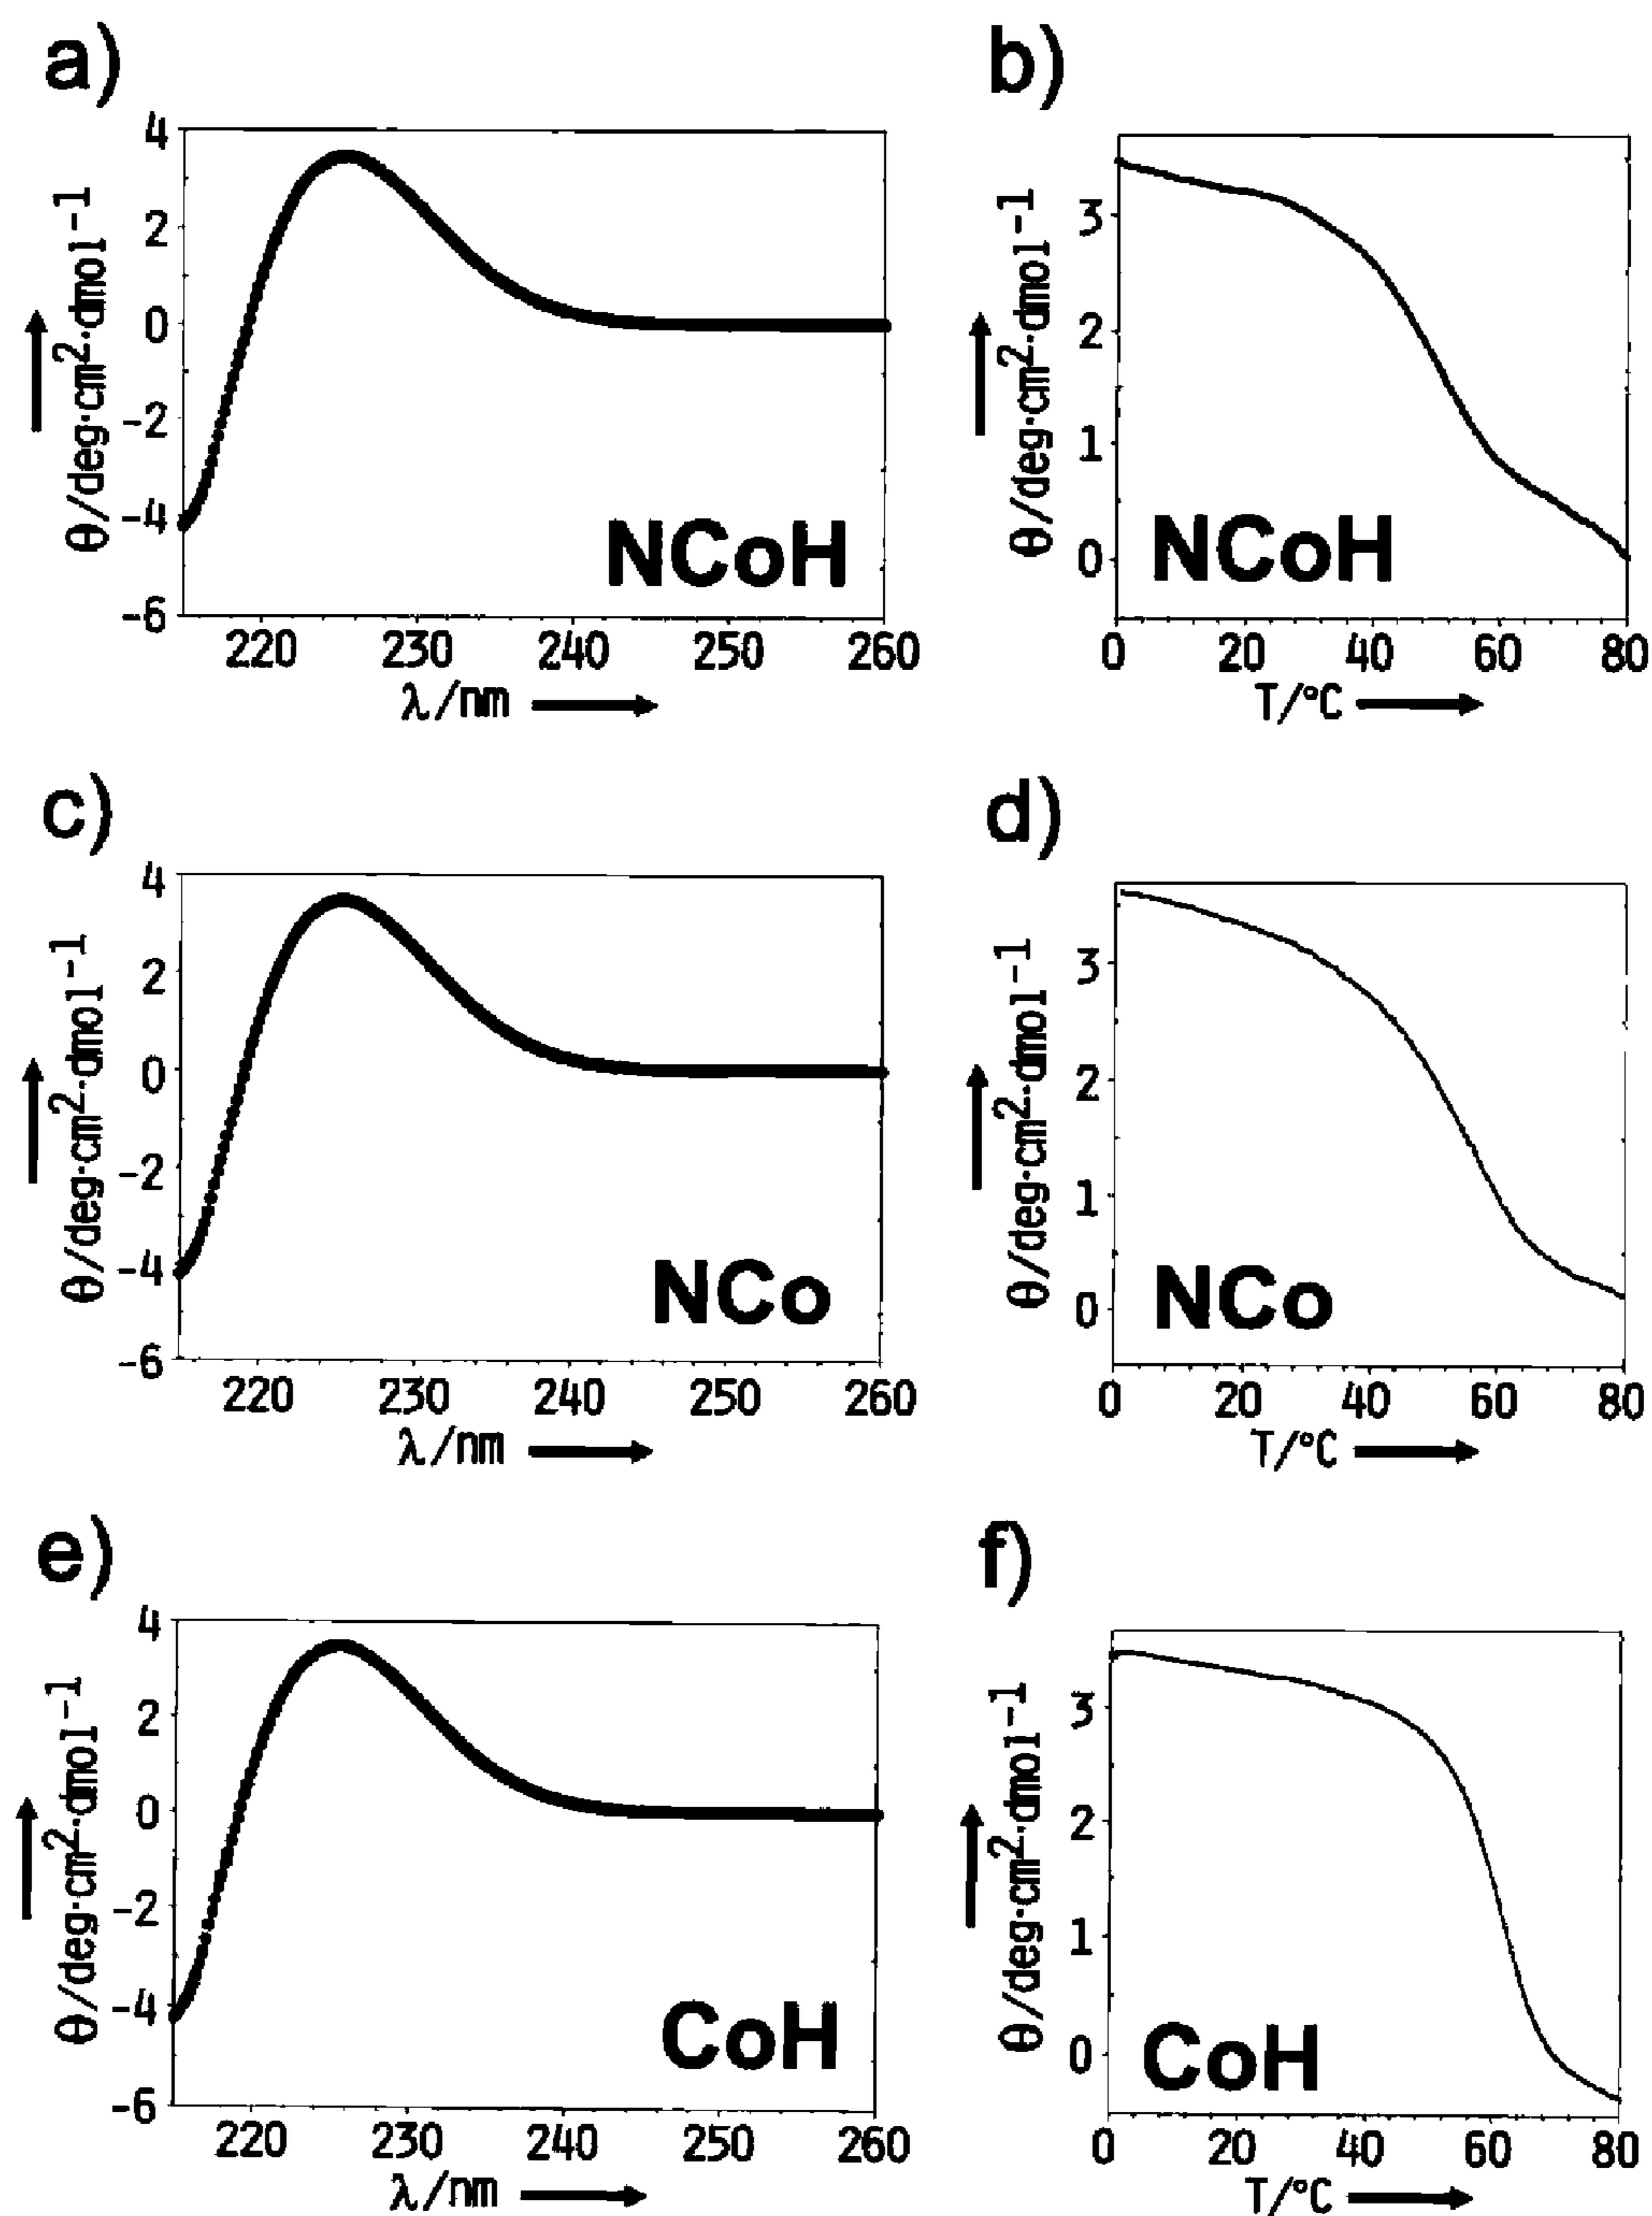 a)
4
2
0
-2
-4
-6
θ/deg·cm²·dmol⁻¹
NCoH
220 230 240 250 260
λ/nm
b)
3
2
1
0
θ/deg·cm²·dmol⁻¹
NCoH
0 20 40 60 80
T/°C
c)
4
2
0
-2
-4
-6
θ/deg·cm²·dmol⁻¹
NCo
220 230 240 250 260
λ/nm
d)
3
2
1
0
θ/deg·cm²·dmol⁻¹
NCo
0 20 40 60 80
T/°C
e)
4
2
0
-2
-4
-6
θ/deg·cm²·dmol⁻¹
CoH
220 230 240 250 260
λ/nm
f)
3
2
1
0
θ/deg·cm²·dmol⁻¹
CoH
0 20 40 60 80
T/°C